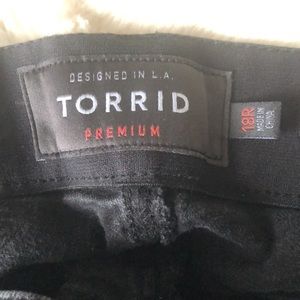 DESIGNED IN L.A.
TORRID
PREMIUM
18R
MADE IN
CHINA